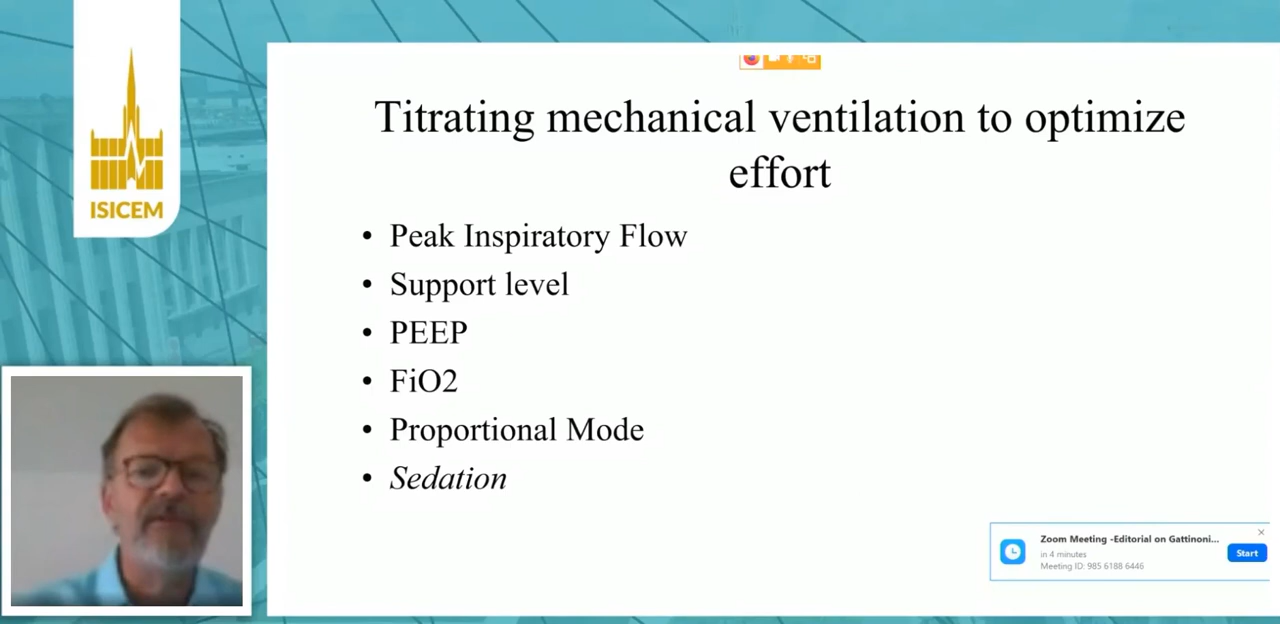 ISICEM
Titrating mechanical ventilation to optimize
effort
• Peak Inspiratory Flow
• Support level
• PEEP
• FiO2
• Proportional Mode
• Sedation
Zoom Meeting -Editorial on Gattinoni...
in 4 minutes
Meeting ID: 985 6188 6446
Start